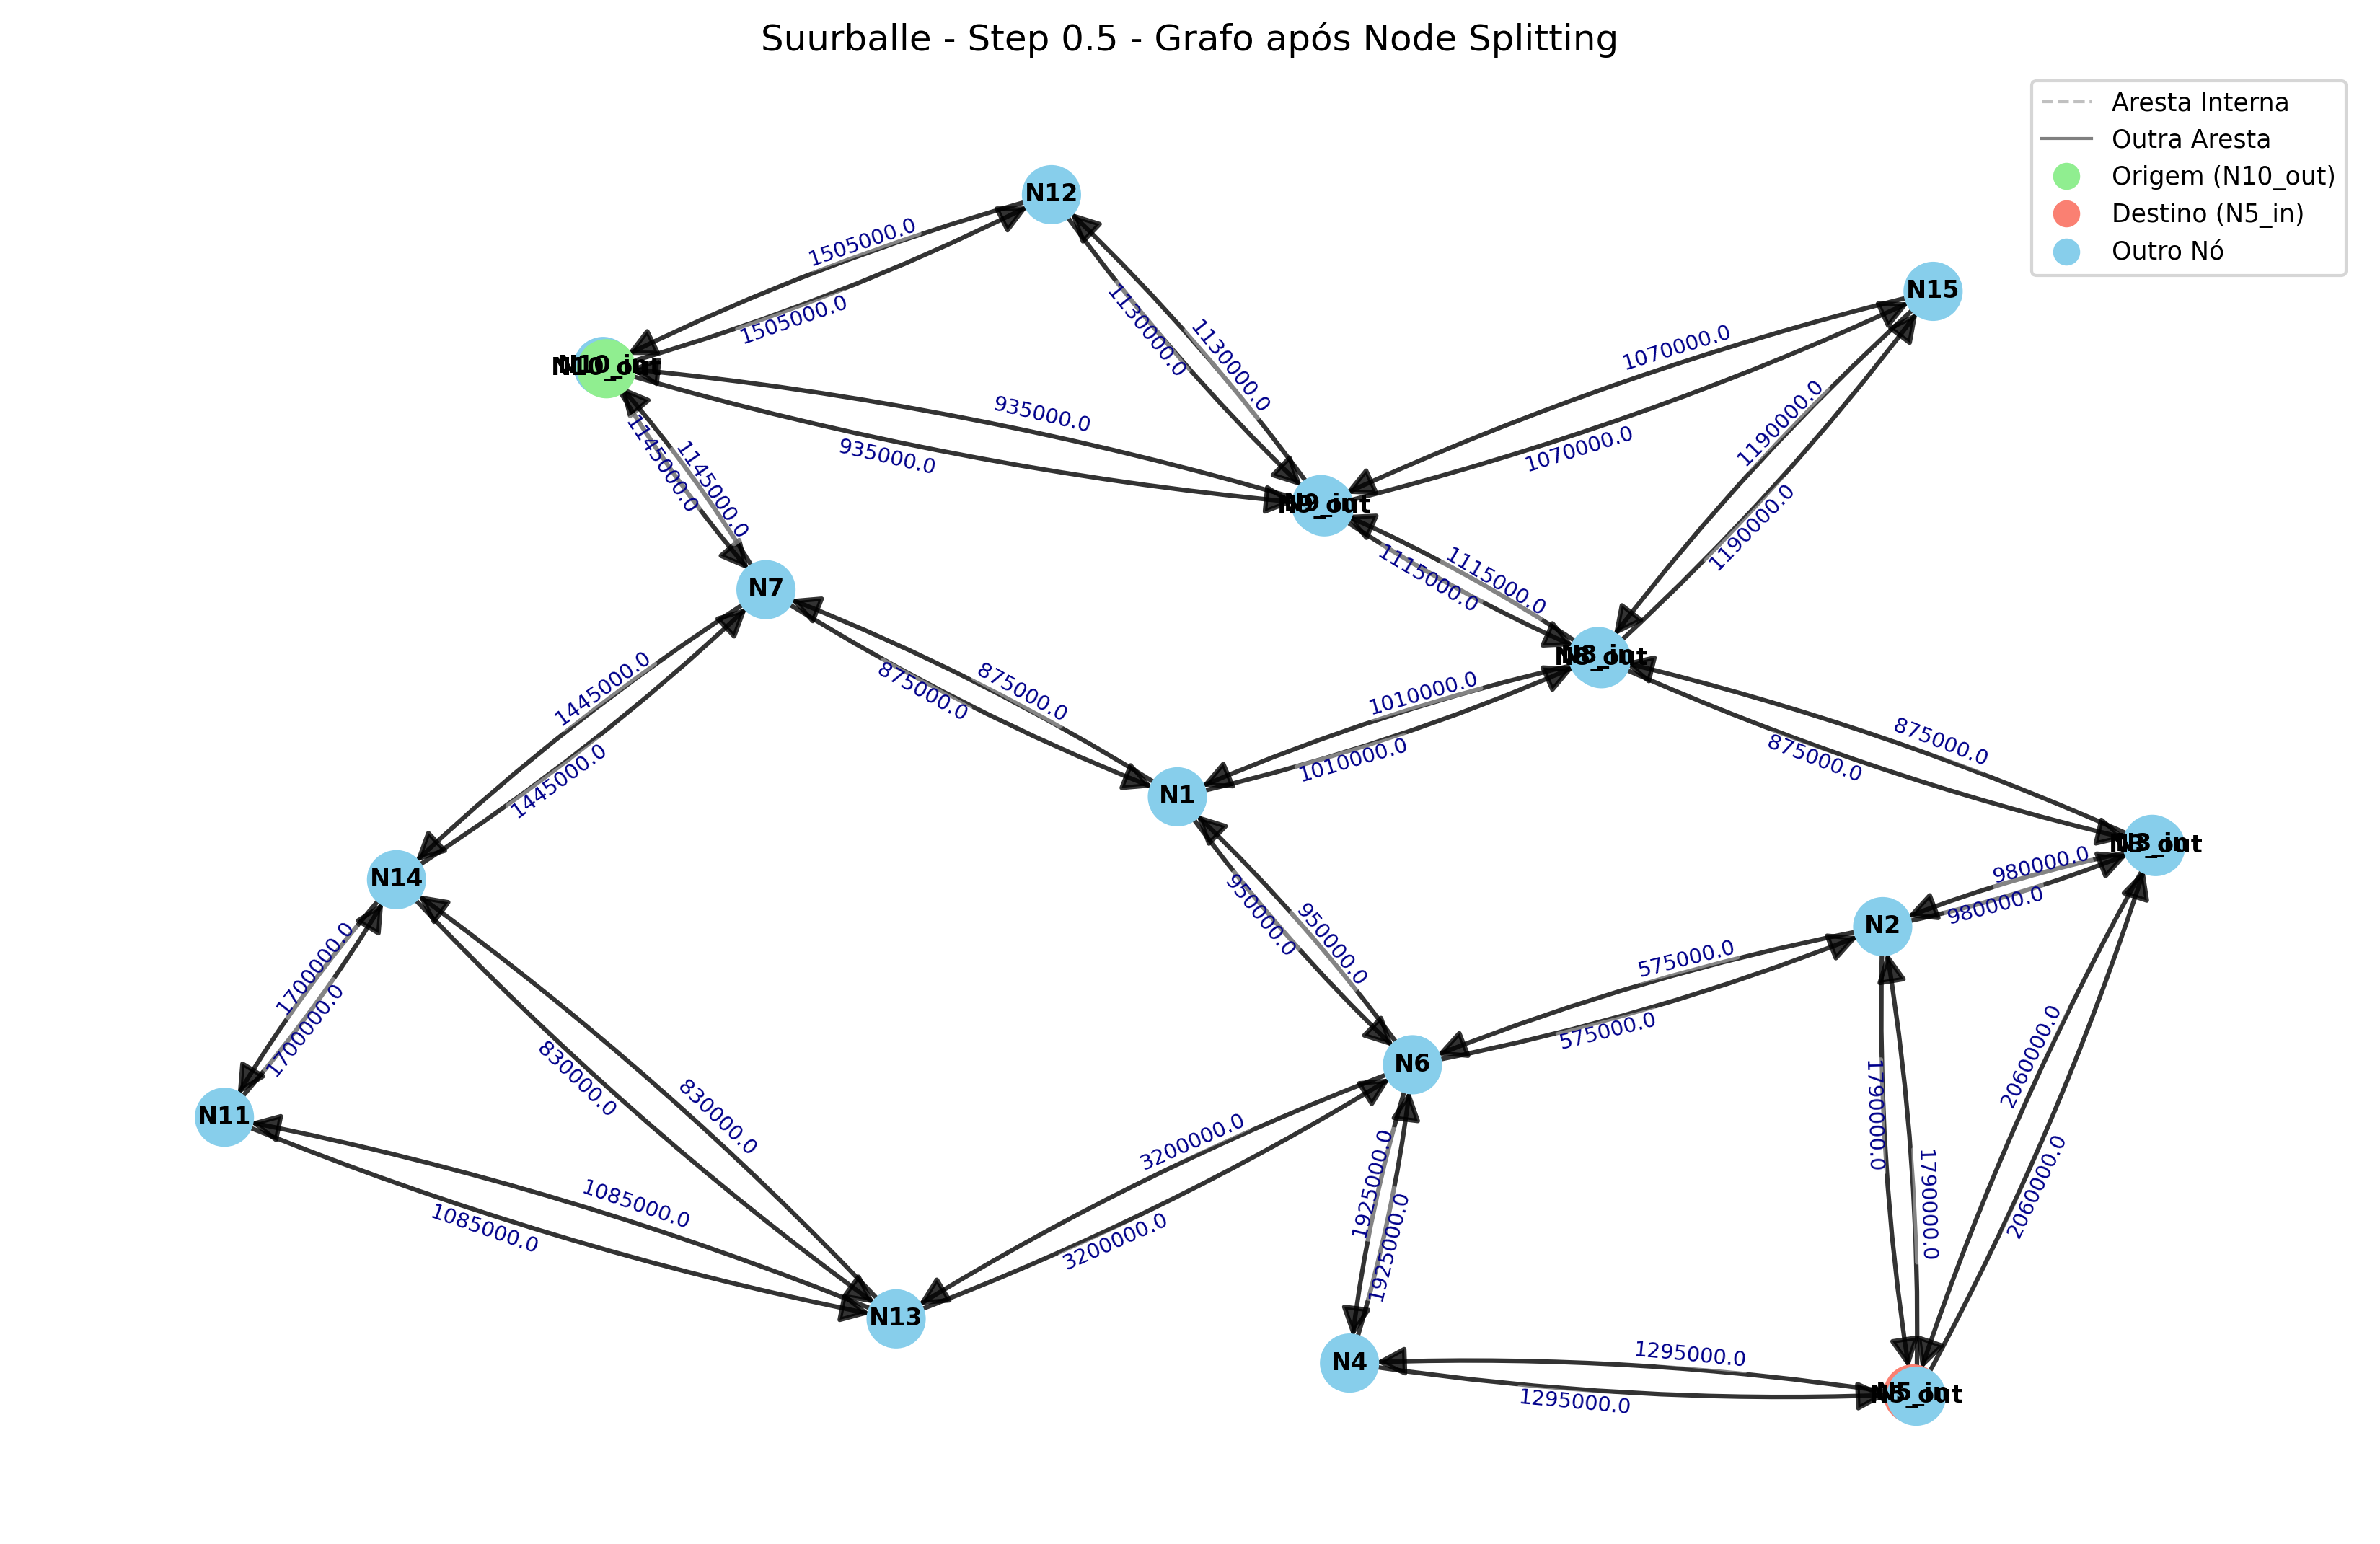 Suurballe - Step 0.5 - Grafo após Node Splitting
Aresta Interna
Outra Aresta
Origem (N10_out)
Destino (N5_in)
Outro Nó
N12
1505000.0
1505000.0
1130000.0
1130000.0
N15
1070000.0
1070000.0
1190000.0
1190000.0
N10_in
N10_out
935000.0
935000.0
1145000.0
1145000.0
N9_in
N9_out
1115000.0
1115000.0
N7
N8_in
N8_out
875000.0
875000.0
1010000.0
1010000.0
1445000.0
1445000.0
875000.0
875000.0
N1
N3_in
N3_out
N14
980000.0
980000.0
950000.0
950000.0
N2
575000.0
575000.0
1700000.0
1700000.0
830000.0
830000.0
2060000.0
2060000.0
N6
N11
1790000.0
1790000.0
3200000.0
3200000.0
1925000.0
1925000.0
1085000.0
1085000.0
N13
N4
1295000.0
1295000.0
N5_in
N5_out